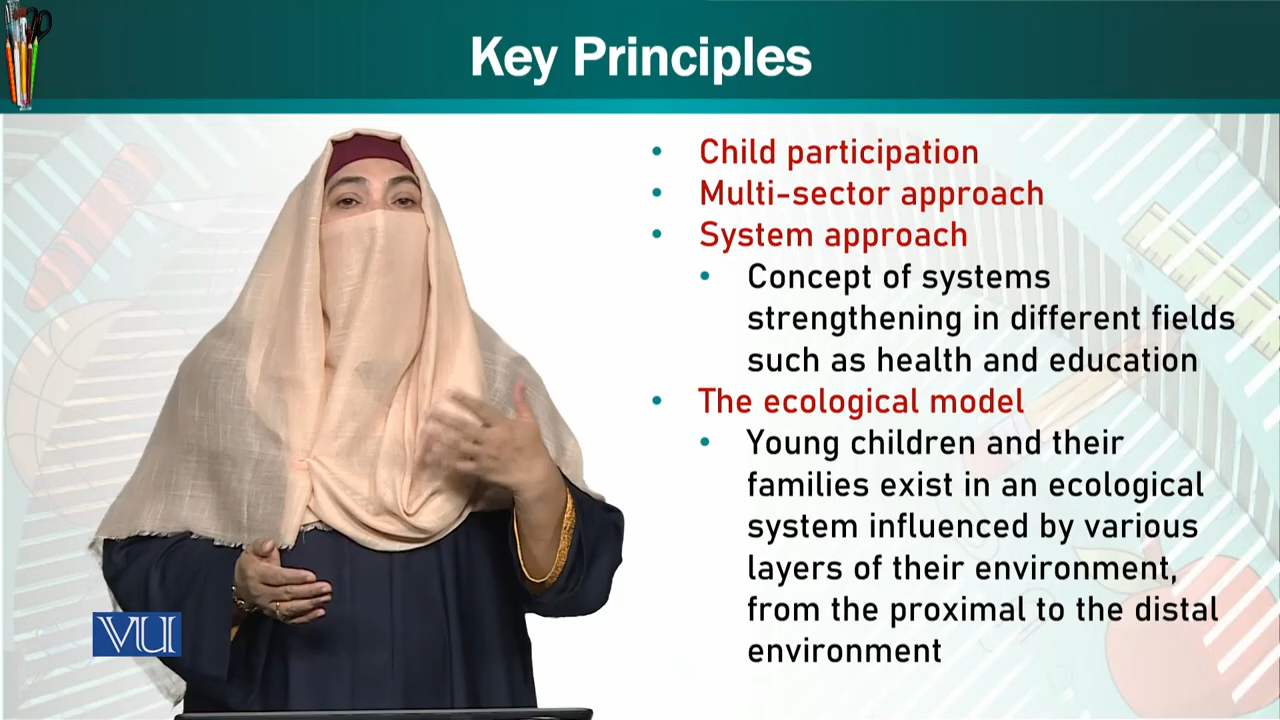 Key Principles
• Child participation
• Multi-sector approach
• System approach
• Concept of systems
strengthening in different fields
such as health and education
• The ecological model
• Young children and their
families exist in an ecological
system influenced by various
layers of their environment,
from the proximal to the distal
environment
VU